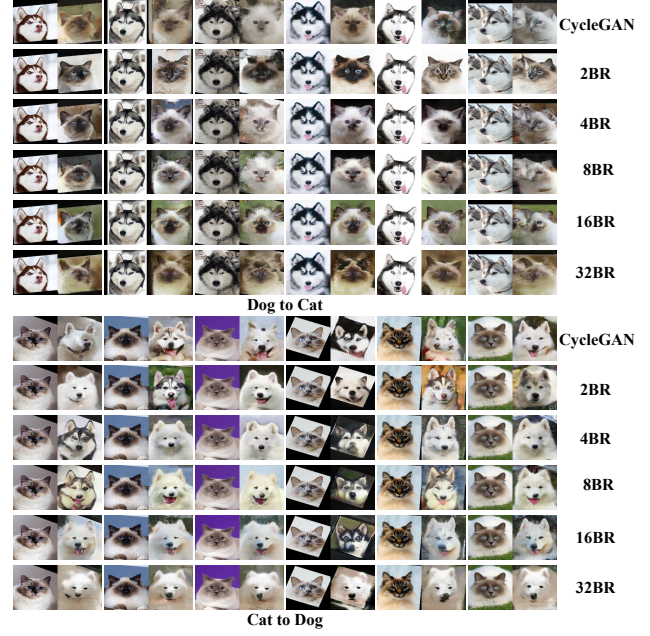 CycleGAN
2BR
4BR
8BR
16BR
32BR
Dog to Cat
CycleGAN
2BR
4BR
8BR
16BR
32BR
Cat to Dog